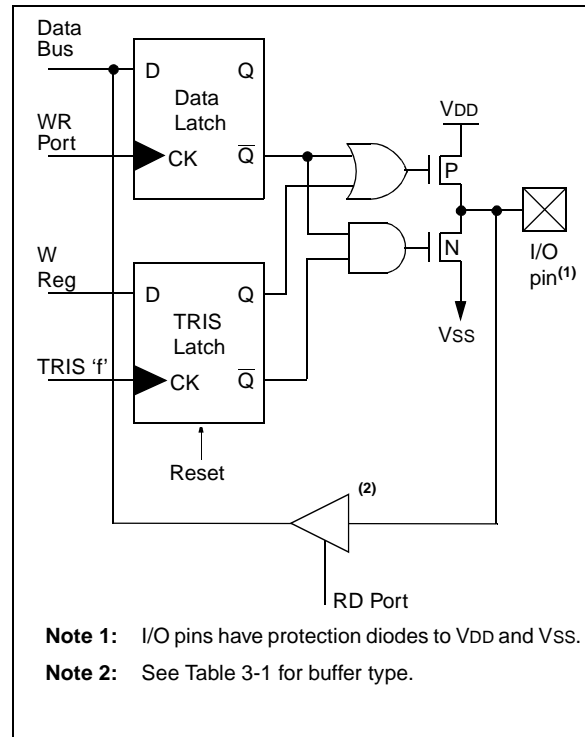 Data
Bus
D
Q
Data
Latch
WR
Port
CK
Q
VDD
P
N
I/O
pin(1)
VSS
W
Reg
D
Q
TRIS
Latch
TRIS ‘f’
CK
Q
Reset
(2)
RD Port
Note 1: I/O pins have protection diodes to VDD and VSS.
Note 2: See Table 3-1 for buffer type.